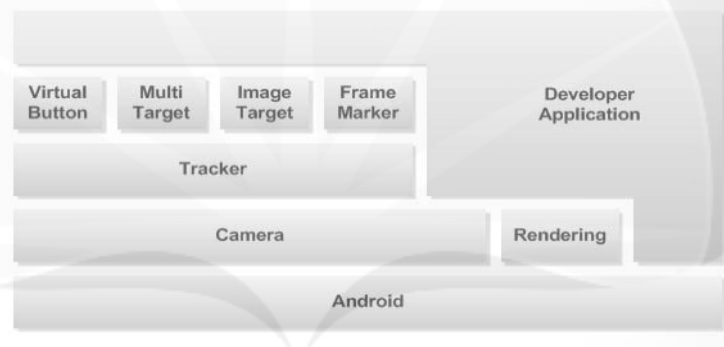 Virtual
Button
Multi
Target
Image
Target
Frame
Marker
Developer
Application
Tracker
Camera
Rendering
Android